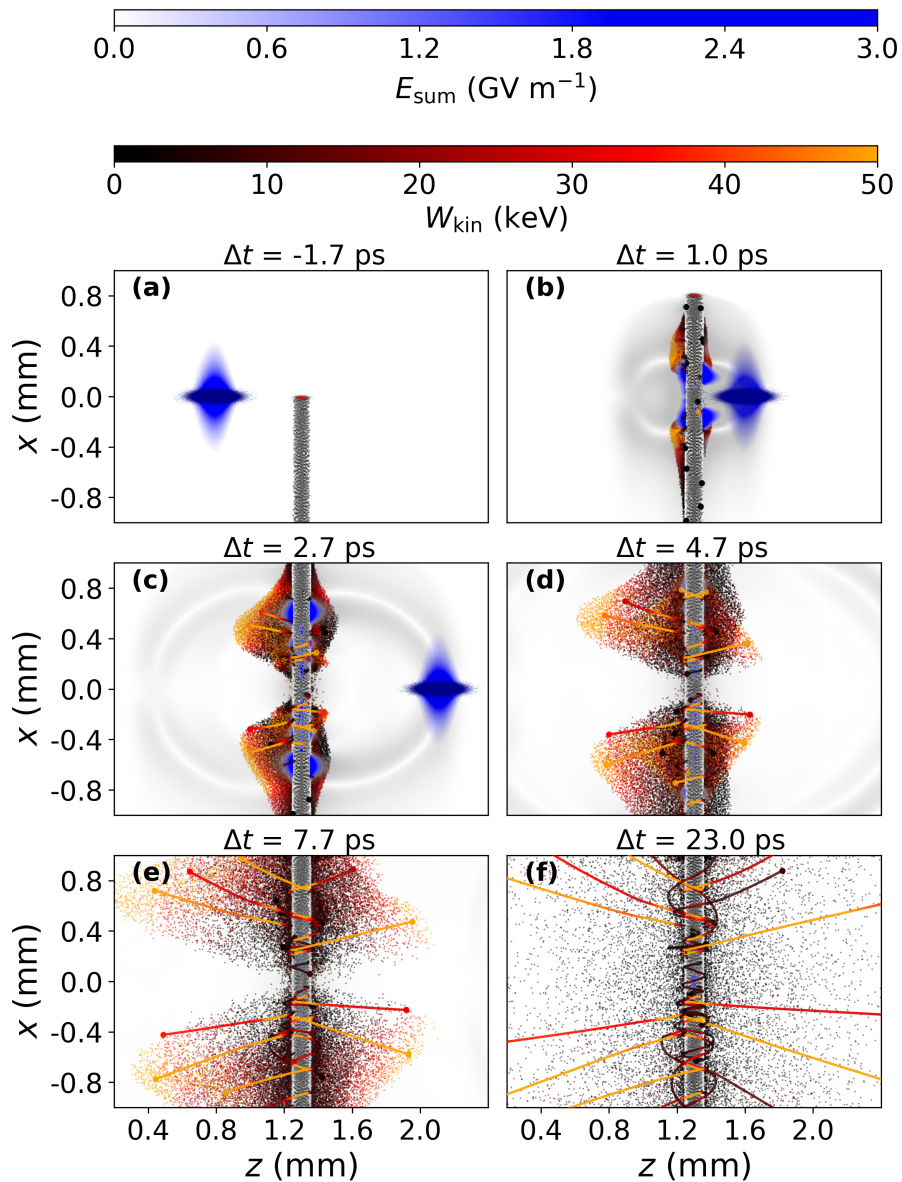 0.0 0.6 1.2 1.8 2.4 3.0
E_sum (GV m⁻¹)
0 10 20 30 40 50
W_kin (keV)
Δt = -1.7 ps Δt = 1.0 ps
(a) (b)
0.8
0.4
0.0
-0.4
-0.8
x (mm)
Δt = 2.7 ps Δt = 4.7 ps
(c) (d)
0.8
0.4
0.0
-0.4
-0.8
x (mm)
Δt = 7.7 ps Δt = 23.0 ps
(e) (f)
0.8
0.4
0.0
-0.4
-0.8
x (mm)
0.4 0.8 1.2 1.6 2.0 0.4 0.8 1.2 1.6 2.0
z (mm) z (mm)